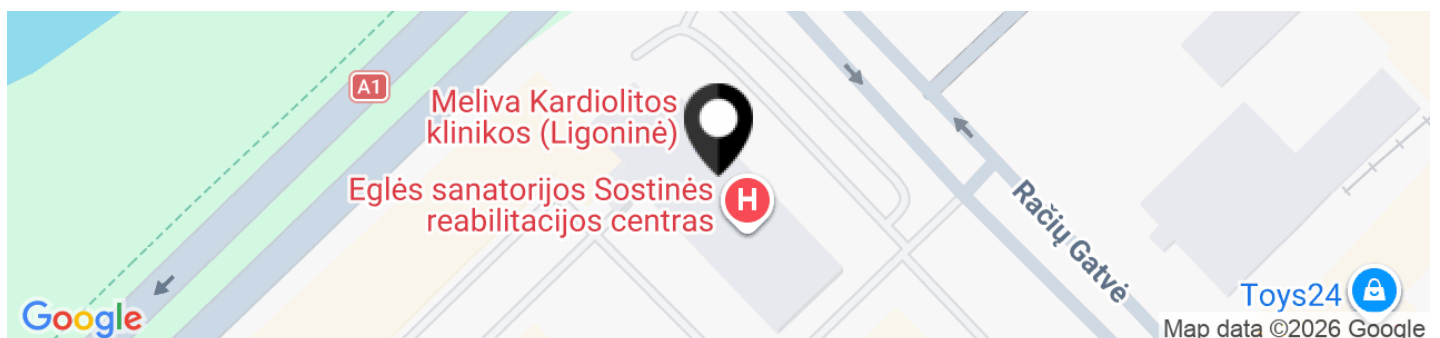 A1
Meliva Kardiolitos
klinikos (Ligoninė)
Eglės sanatorijos Sostinės
reabilitacijos centras
H
Račių Gatvė
Toys24
Google
Map data ©2026 Google